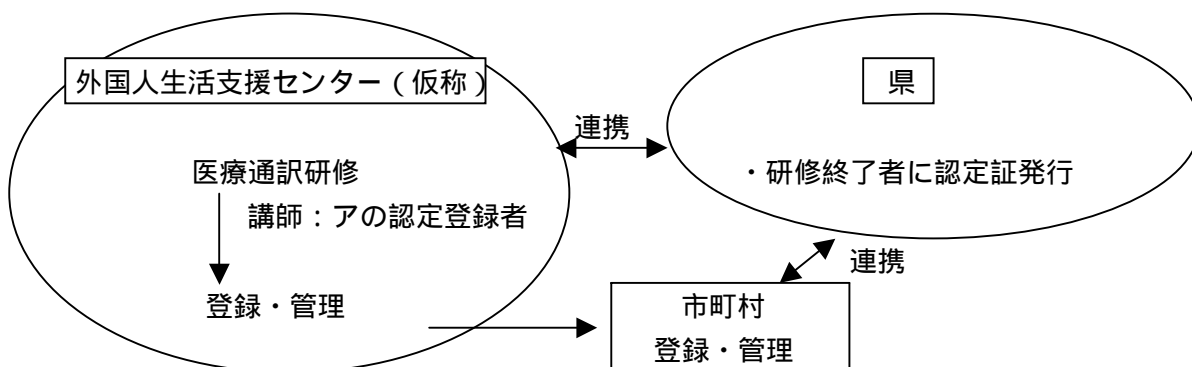 外国人生活支援センター（仮称）
医療通訳研修
講師：アの認定登録者
登録・管理
連携
県
・研修終了者に認定証発行
連携
市町村
登録・管理